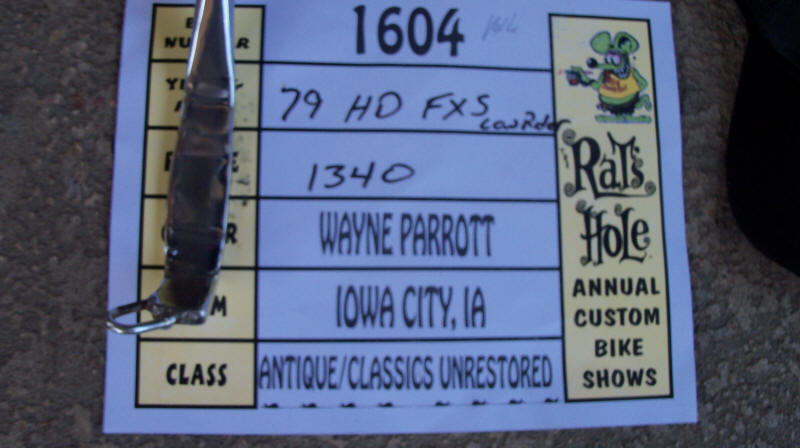 1604
79 HD FXS
LowRider
1340
WAYNE PARROTT
IOWA CITY, IA
CLASS ANTIQUE/CLASSICS UNRESTORED
RAT'S
HOLE
ANNUAL
CUSTOM
BIKE
SHOWS